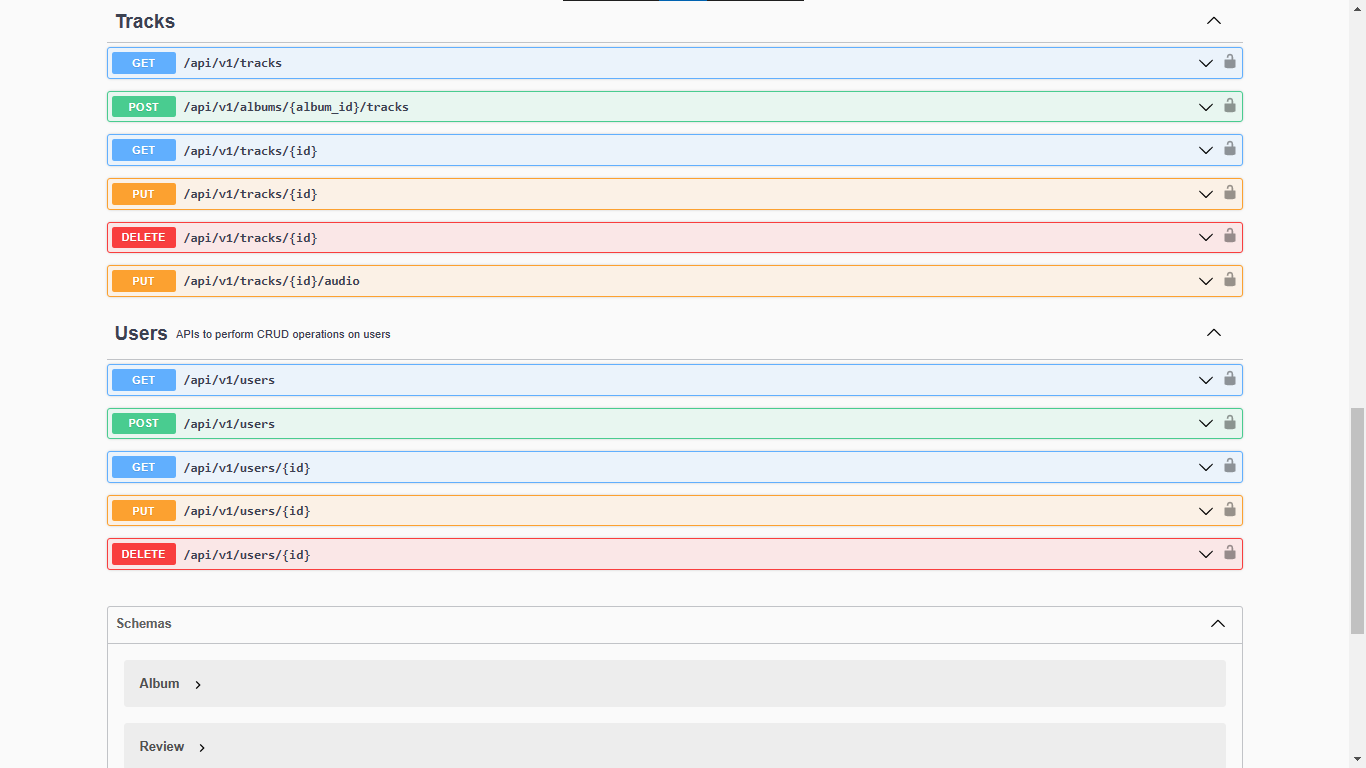 Tracks
GET /api/v1/tracks
POST /api/v1/albums/{album_id}/tracks
GET /api/v1/tracks/{id}
PUT /api/v1/tracks/{id}
DELETE /api/v1/tracks/{id}
PUT /api/v1/tracks/{id}/audio
Users APIs to perform CRUD operations on users
GET /api/v1/users
POST /api/v1/users
GET /api/v1/users/{id}
PUT /api/v1/users/{id}
DELETE /api/v1/users/{id}
Schemas
Album
Review